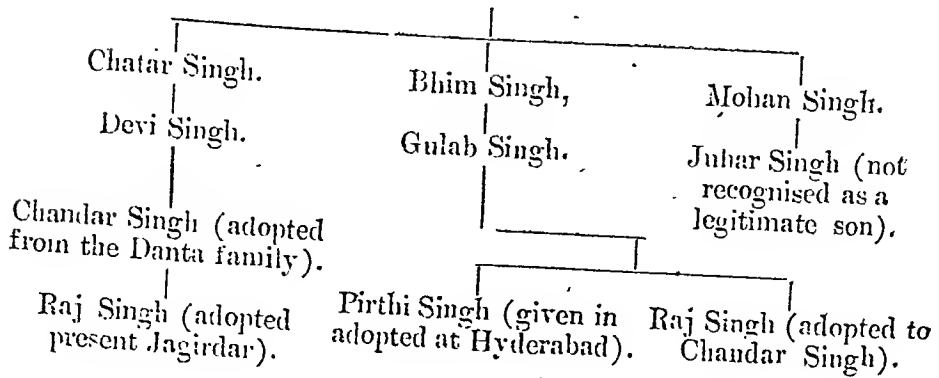 Chatar Singh.
Bhim Singh,
Mohan Singh.
Devi Singh.
Gulab Singh.
Juhar Singh (not
recognised as a
legitimate son).
Chandar Singh (adopted
from the Danta family).
Raj Singh (adopted
present Jagirdar).
Pirthi Singh (given in
adopted at Hyderabad).
Raj Singh (adopted to
Chandar Singh).